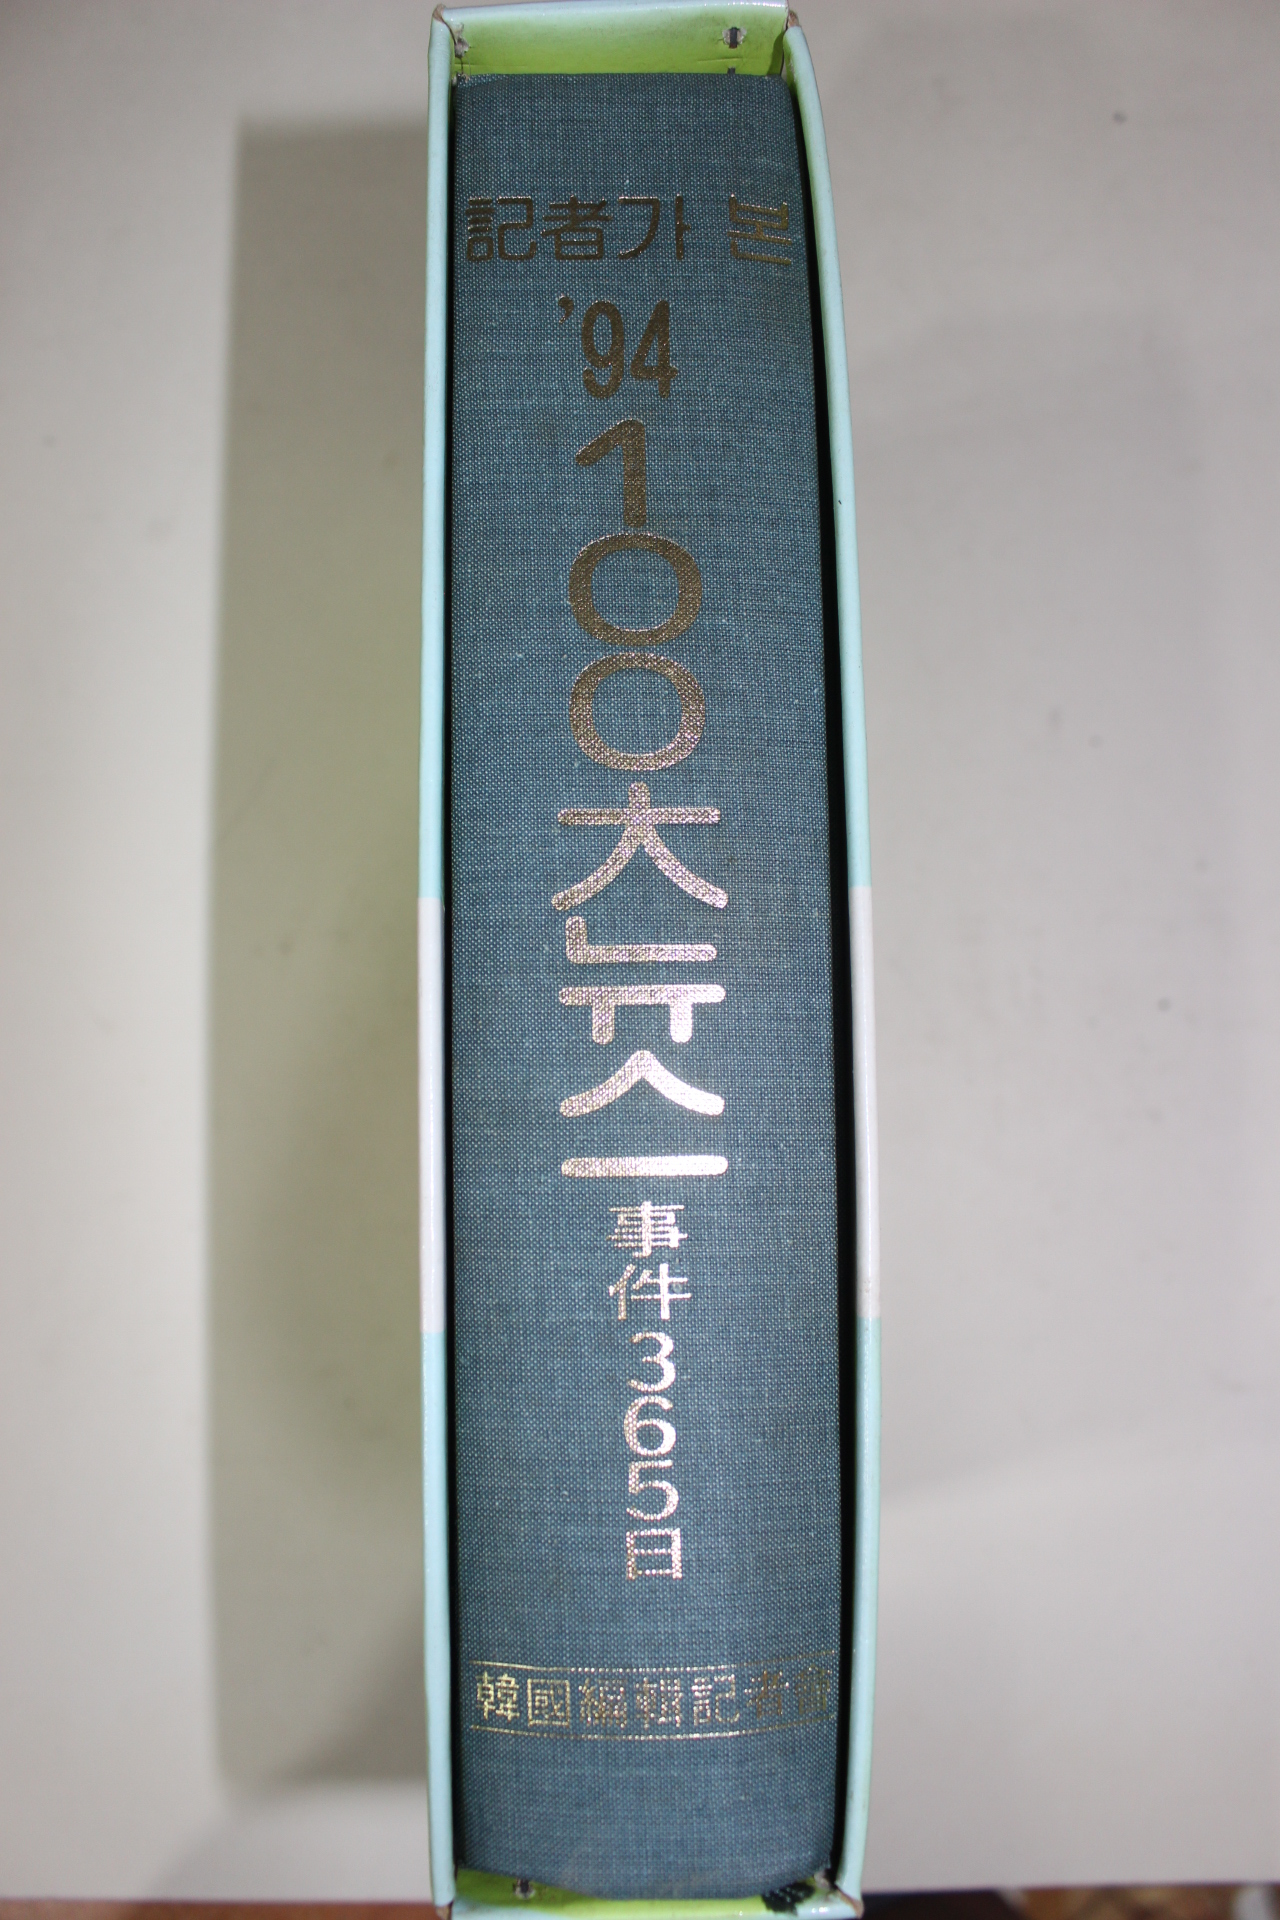 記者가 본
'94
100大뉴스
事件365日
韓國編輯記者會